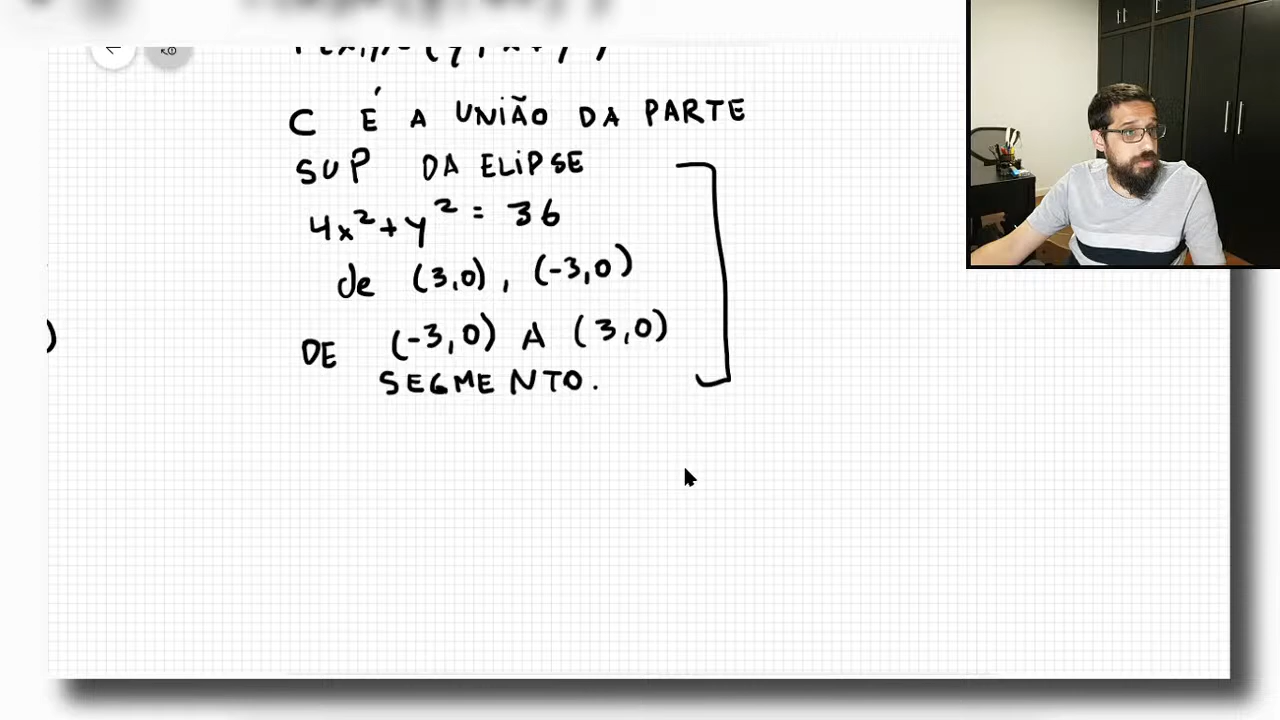 C É A UNIÃO DA PARTE
SUP DA ELIPSE
4x²+y² = 36
de (3,0), (-3,0)
DE (-3,0) A (3,0)
SEGMENTO.